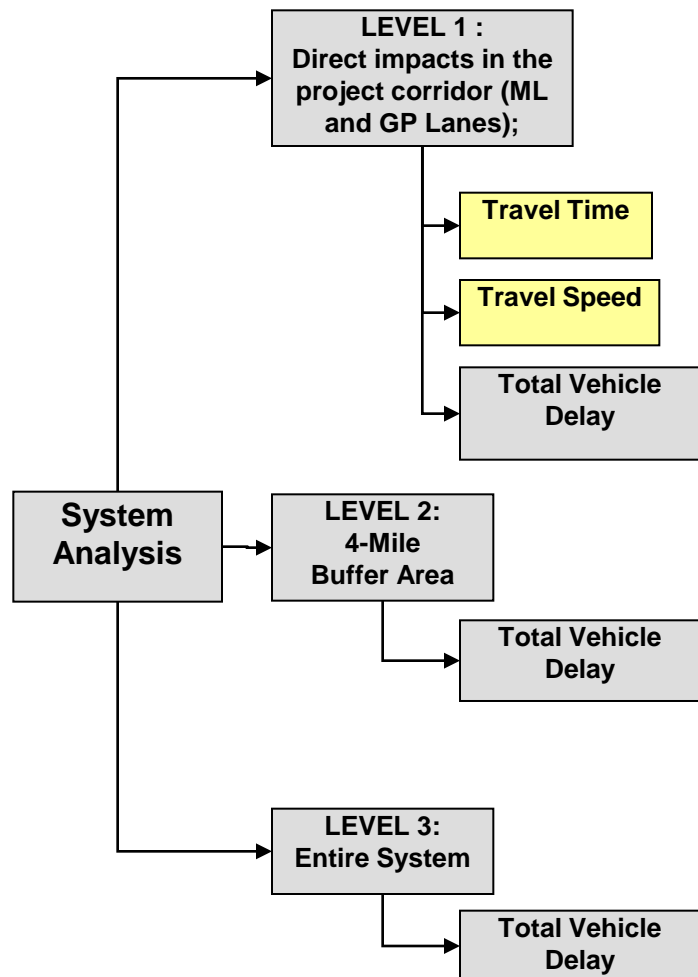 LEVEL 1 :
Direct impacts in the
project corridor (ML
and GP Lanes);
Travel Time
Travel Speed
Total Vehicle
Delay
System
Analysis
LEVEL 2:
4-Mile
Buffer Area
Total Vehicle
Delay
LEVEL 3:
Entire System
Total Vehicle
Delay